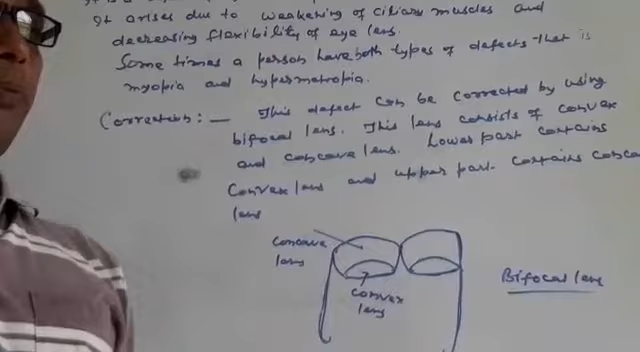 It arises due to weakening of ciliary muscles and
decreasing flexibility of eye lens.
Some times a person have both types of defects that is
myopia and hypermetropia.
Correction: — This defect can be corrected by using
bifocal lens. This lens consists of convex
and concave lens. Lower part contains
Convex lens and upper part contains conca
lens
concave
lens
convex
lens
Bifocal lens